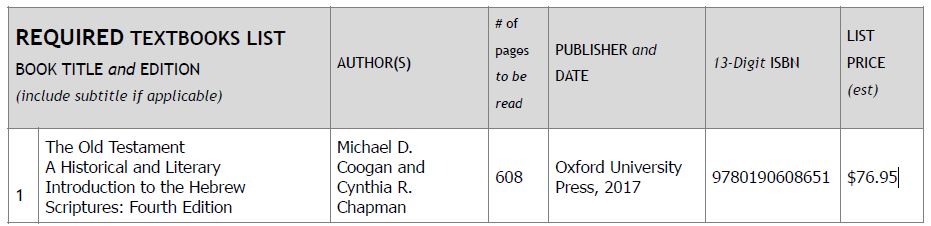 REQUIRED TEXTBOOKS LIST
BOOK TITLE and EDITION
(include subtitle if applicable)
AUTHOR(S)
# of
pages
to be
read
PUBLISHER and
DATE
13-Digit ISBN
LIST
PRICE
(est)
1
The Old Testament
A Historical and Literary
Introduction to the Hebrew
Scriptures: Fourth Edition
Michael D.
Coogan and
Cynthia R.
Chapman
608
Oxford University
Press, 2017
9780190608651
$76.95